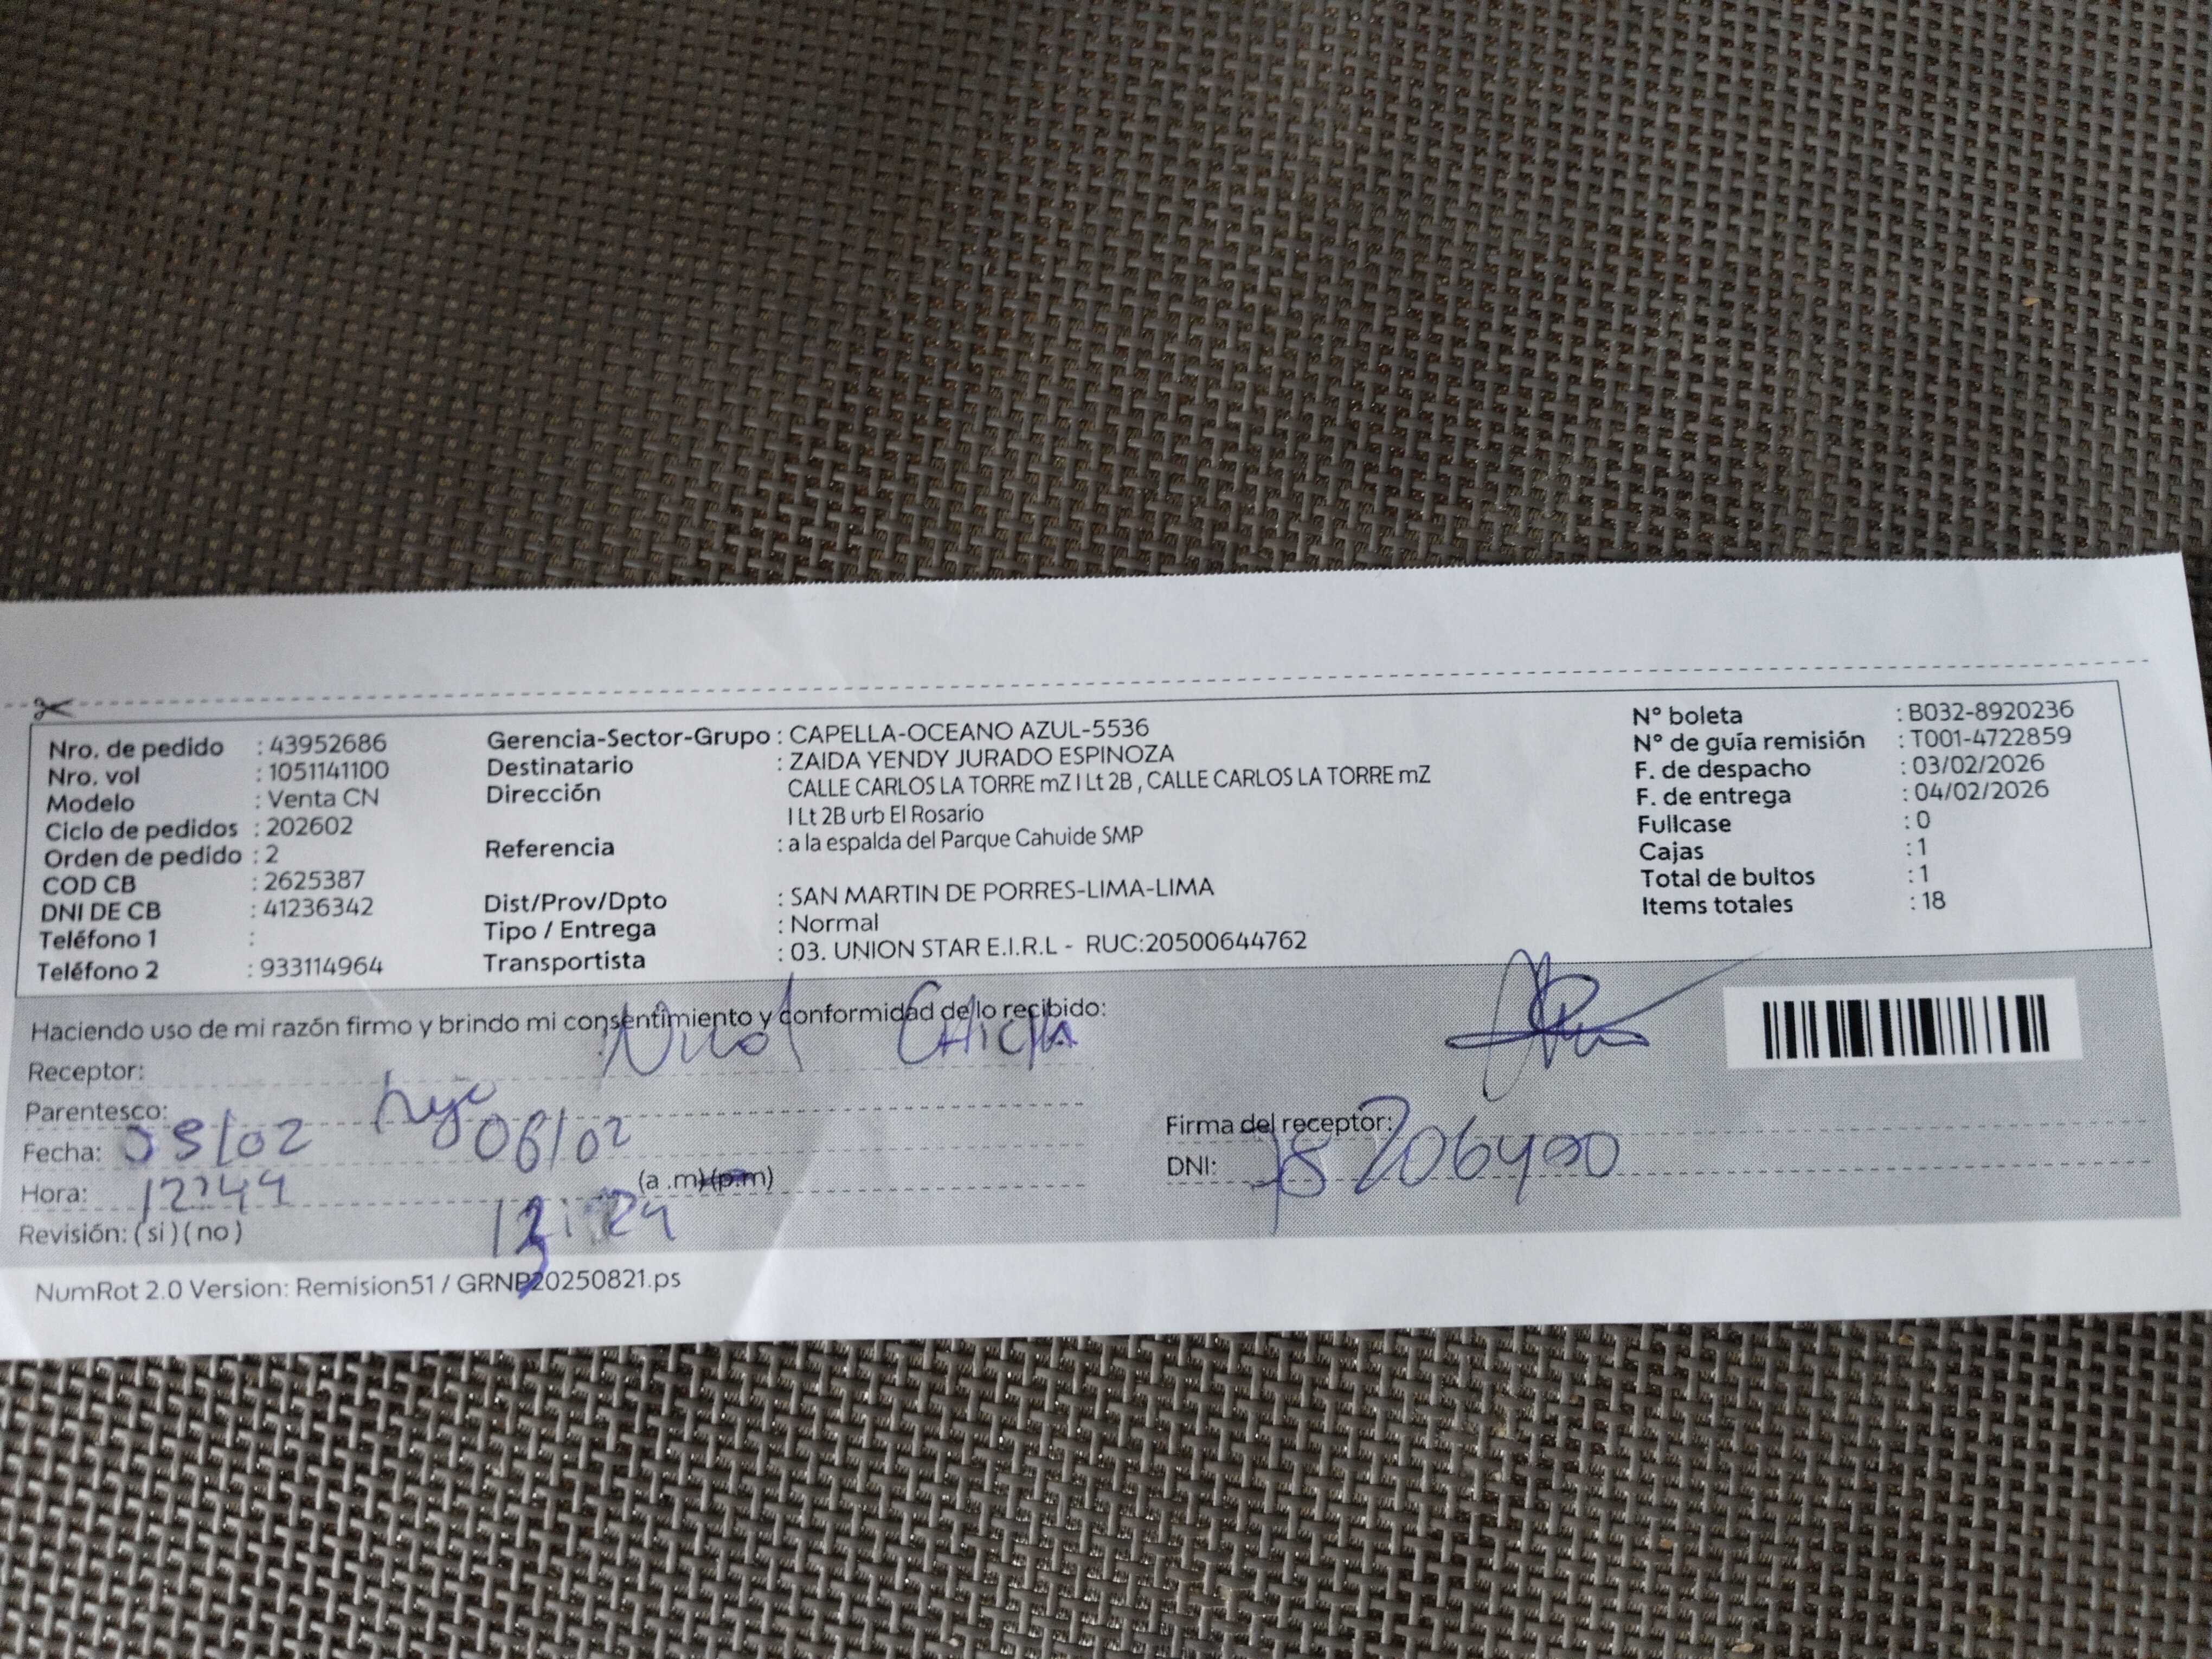 Nro. de pedido : 43952686
Nro. vol : 1051141100
Modelo : Venta CN
Ciclo de pedidos : 202602
Orden de pedido : 2
COD CB : 2625387
DNI DE CB : 41236342
Teléfono 1 :
Teléfono 2 : 933114964
Gerencia-Sector-Grupo : CAPELLA-OCEANO AZUL-5536
Destinatario : ZAIDA YENDY JURADO ESPINOZA
Dirección CALLE CARLOS LA TORRE mZ I Lt 2B , CALLE CARLOS LA TORRE mZ
I Lt 2B urb El Rosario
Referencia : a la espalda del Parque Cahuide SMP
Dist/Prov/Dpto : SAN MARTIN DE PORRES-LIMA-LIMA
Tipo / Entrega : Normal
Transportista : 03. UNION STAR E.I.R.L - RUC:20500644762
N° boleta : B032-8920236
N° de guía remisión : T001-4722859
F. de despacho : 03/02/2026
F. de entrega : 04/02/2026
Fullcase : 0
Cajas : 1
Total de bultos : 1
Items totales : 18
Haciendo uso de mi razón firmo y brindo mi consentimiento y conformidad de lo recibido:
Receptor: Nicol
Parentesco:
Fecha: 05/02 06/02
Hora: 12:44 (a .m)(p.m)
Revisión: ( si ) ( no )
Firma del receptor:
DNI:
NumRot 2.0 Version: Remision51 / GRNP20250821.ps